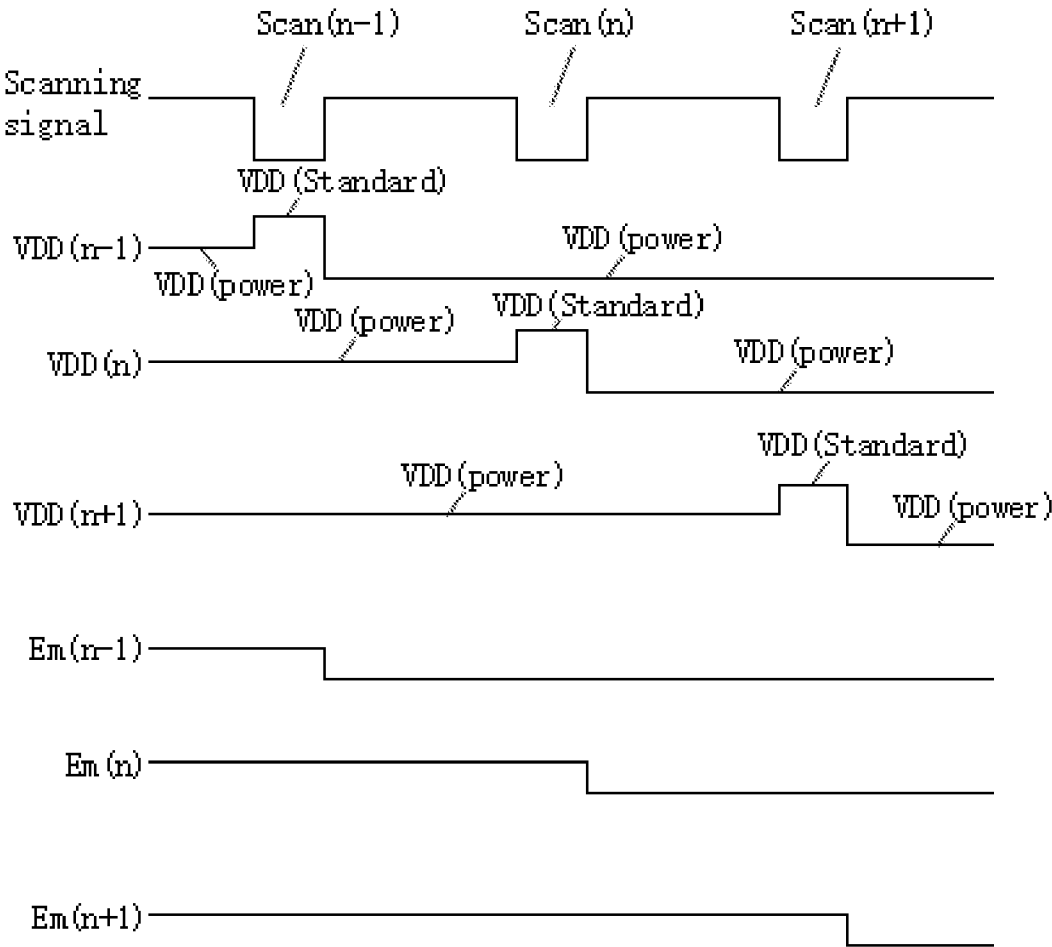 Scan(n-1) Scan(n) Scan(n+1)
Scanning
signal
VDD(Standard)
VDD(n-1)
VDD(power)
VDD(power)
VDD(Standard)
VDD(power)
VDD(n)
VDD(power)
VDD(Standard)
VDD(power)
VDD(n+1)
VDD(power)
Em(n-1)
Em(n)
Em(n+1)